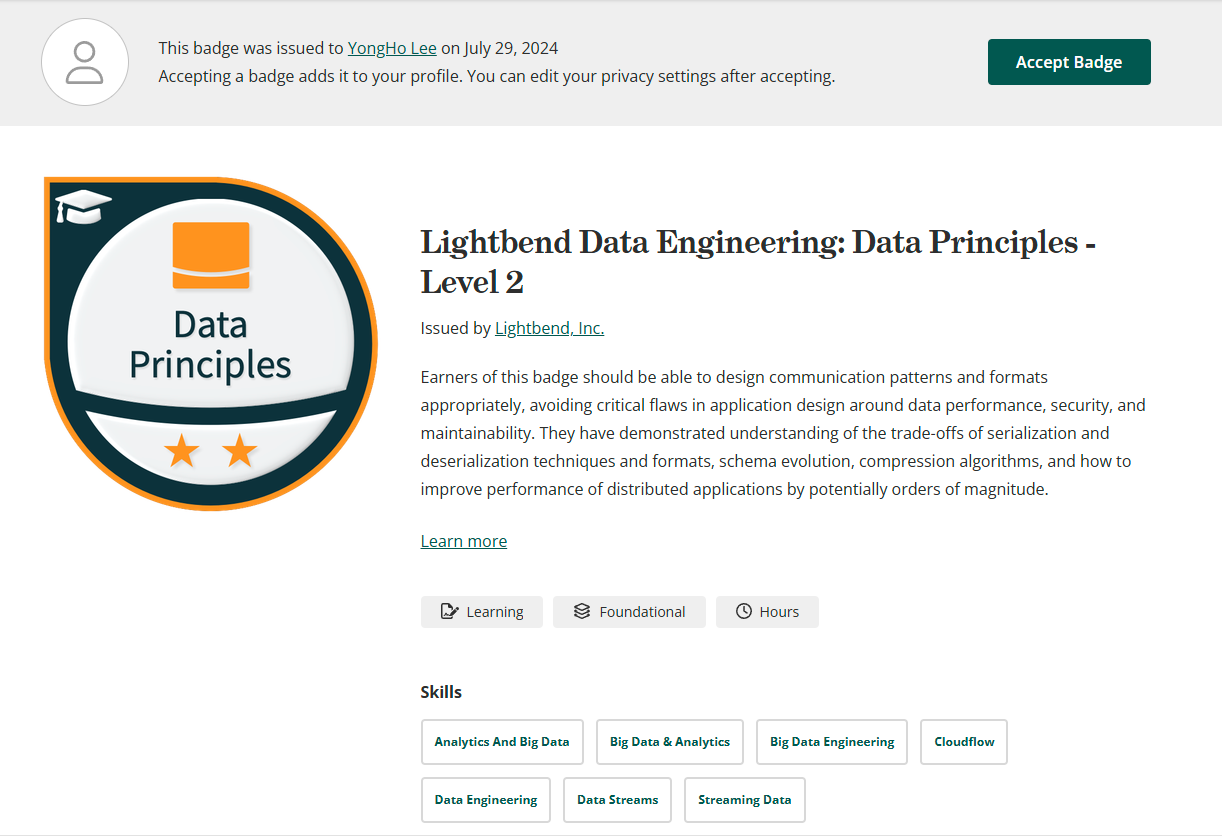 This badge was issued to YongHo Lee on July 29, 2024
Accepting a badge adds it to your profile. You can edit your privacy settings after accepting.
Accept Badge
Data
Principles
Lightbend Data Engineering: Data Principles -
Level 2
Issued by Lightbend, Inc.
Earners of this badge should be able to design communication patterns and formats
appropriately, avoiding critical flaws in application design around data performance, security, and
maintainability. They have demonstrated understanding of the trade-offs of serialization and
deserialization techniques and formats, schema evolution, compression algorithms, and how to
improve performance of distributed applications by potentially orders of magnitude.
Learn more
Learning Foundational Hours
Skills
Analytics And Big Data Big Data & Analytics Big Data Engineering Cloudflow
Data Engineering Data Streams Streaming Data